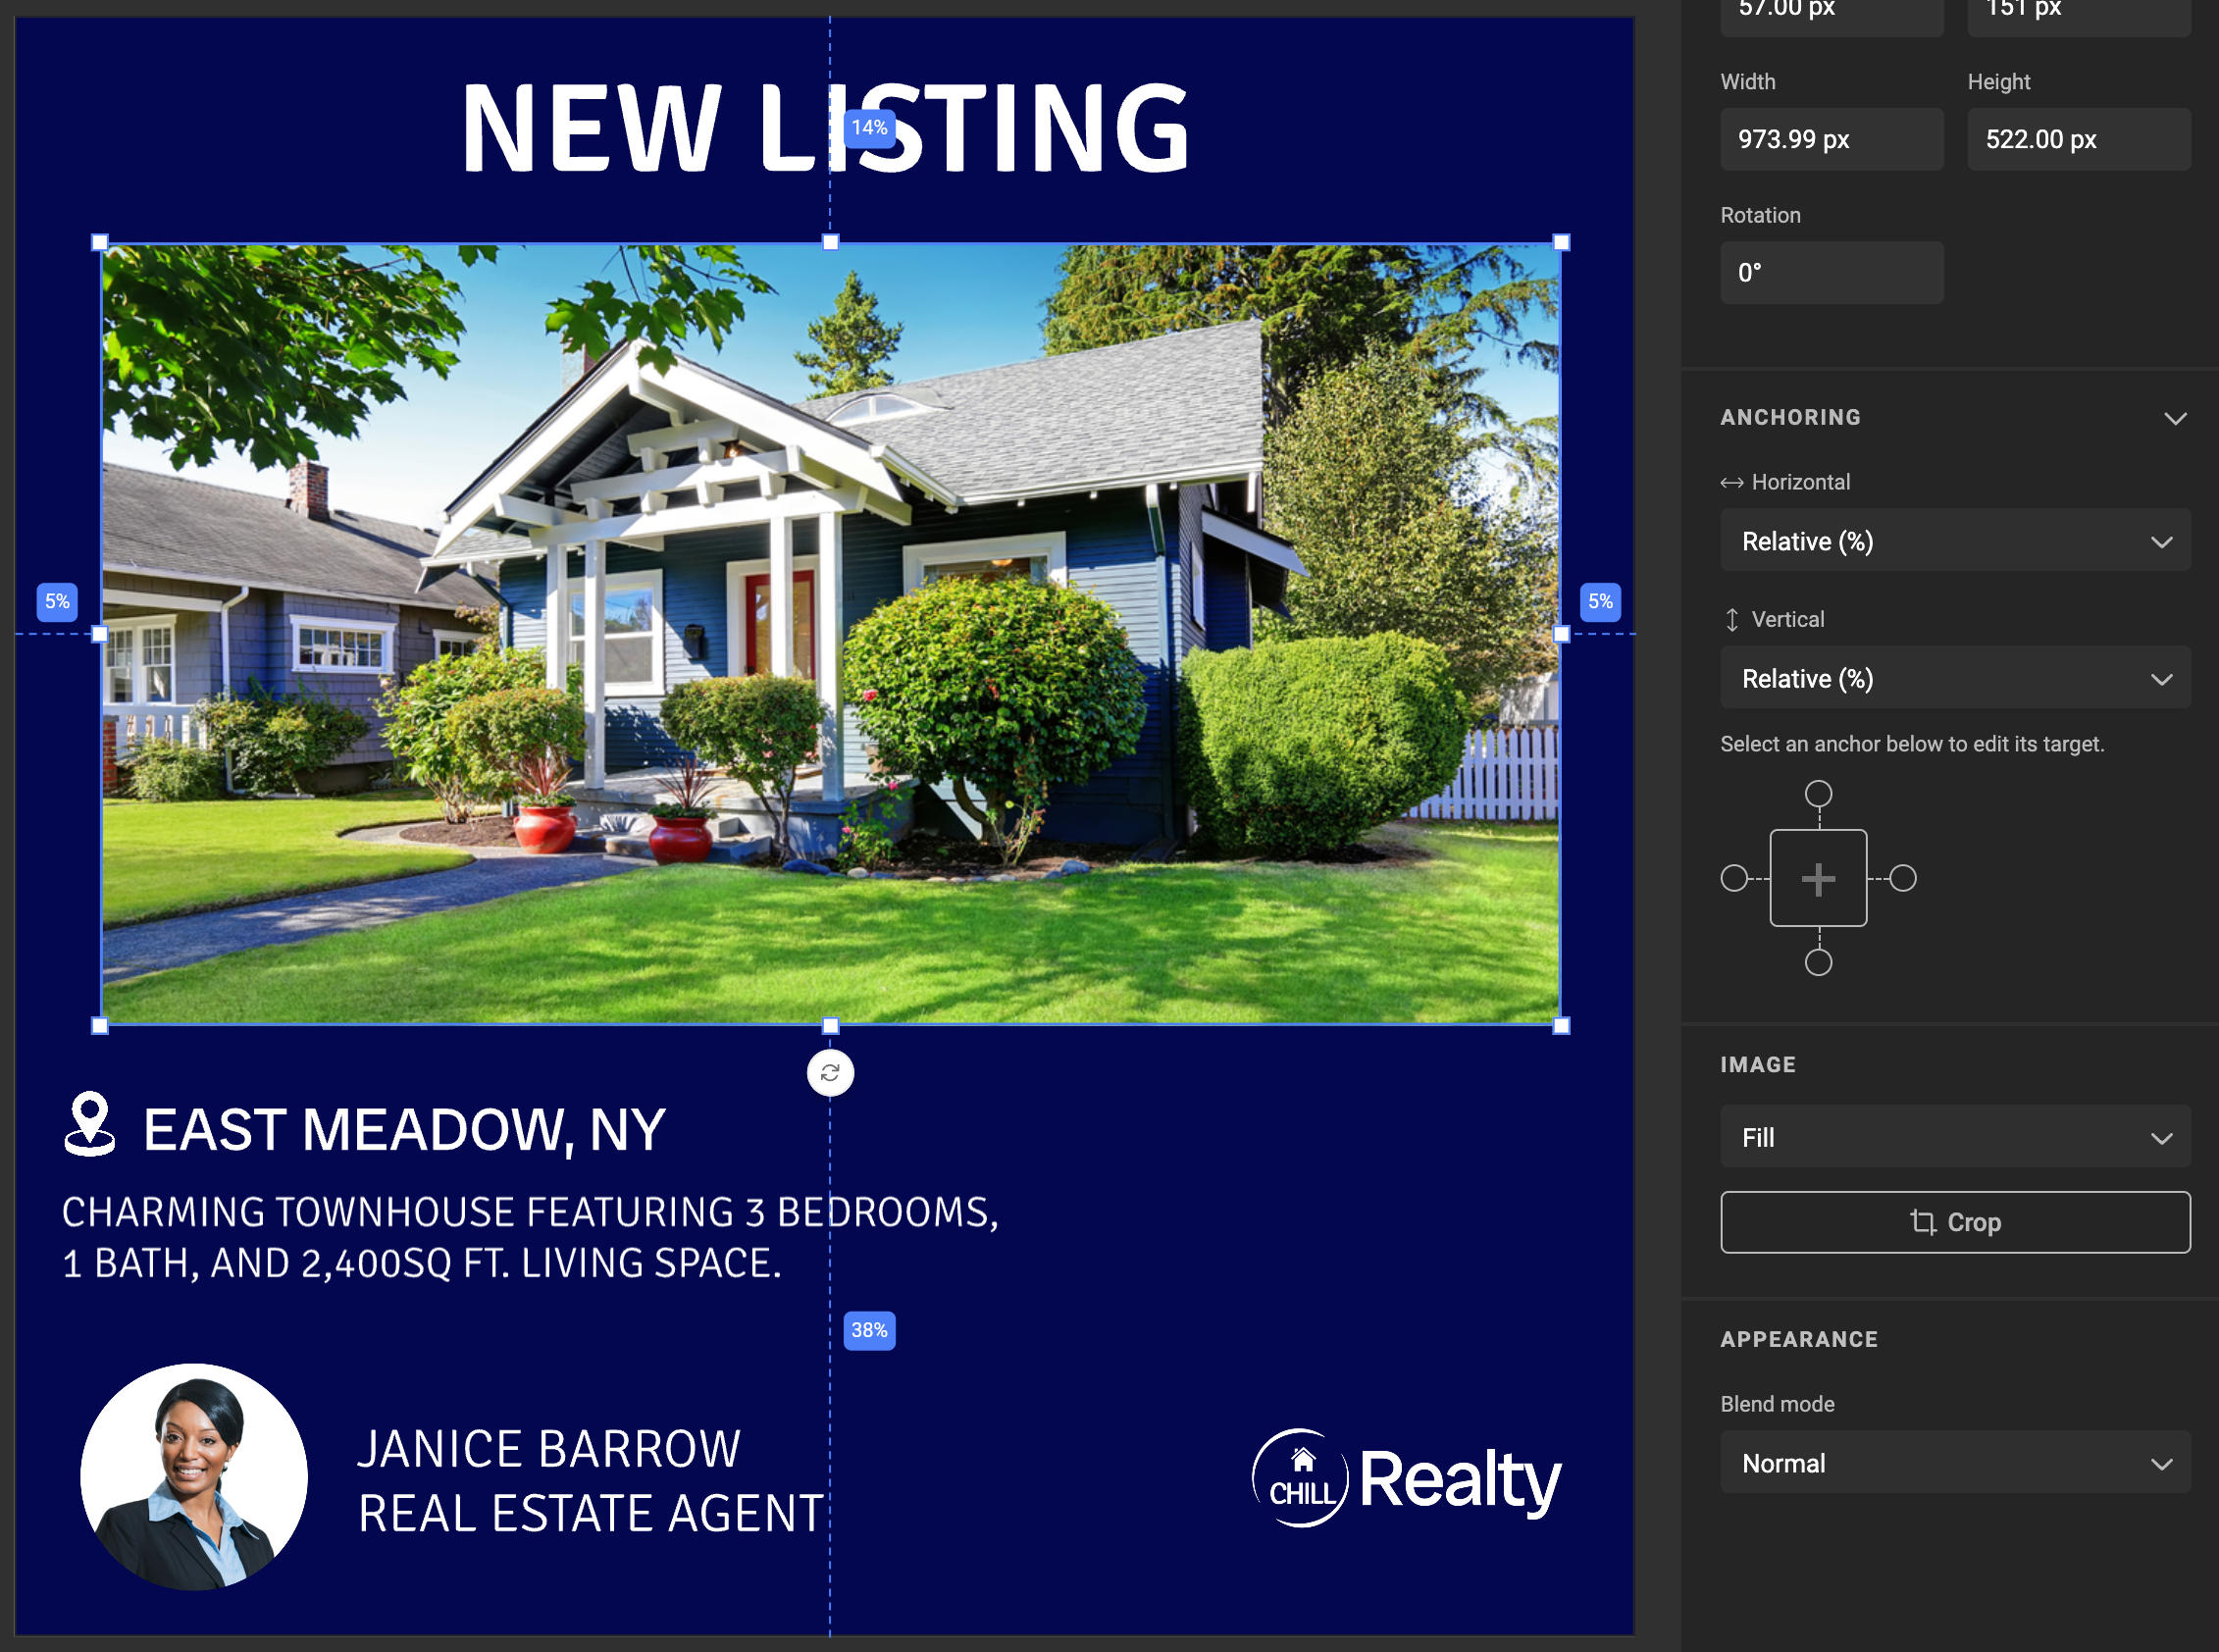 NEW LISTING
14%
5%
5%
EAST MEADOW, NY
CHARMING TOWNHOUSE FEATURING 3 BEDROOMS,
1 BATH, AND 2,400SQ FT. LIVING SPACE.
38%
JANICE BARROW
REAL ESTATE AGENT
CHILL Realty
57.00 px
151 px
Width
Height
973.99 px
522.00 px
Rotation
0°
ANCHORING
Horizontal
Relative (%)
Vertical
Relative (%)
Select an anchor below to edit its target.
IMAGE
Fill
Crop
APPEARANCE
Blend mode
Normal